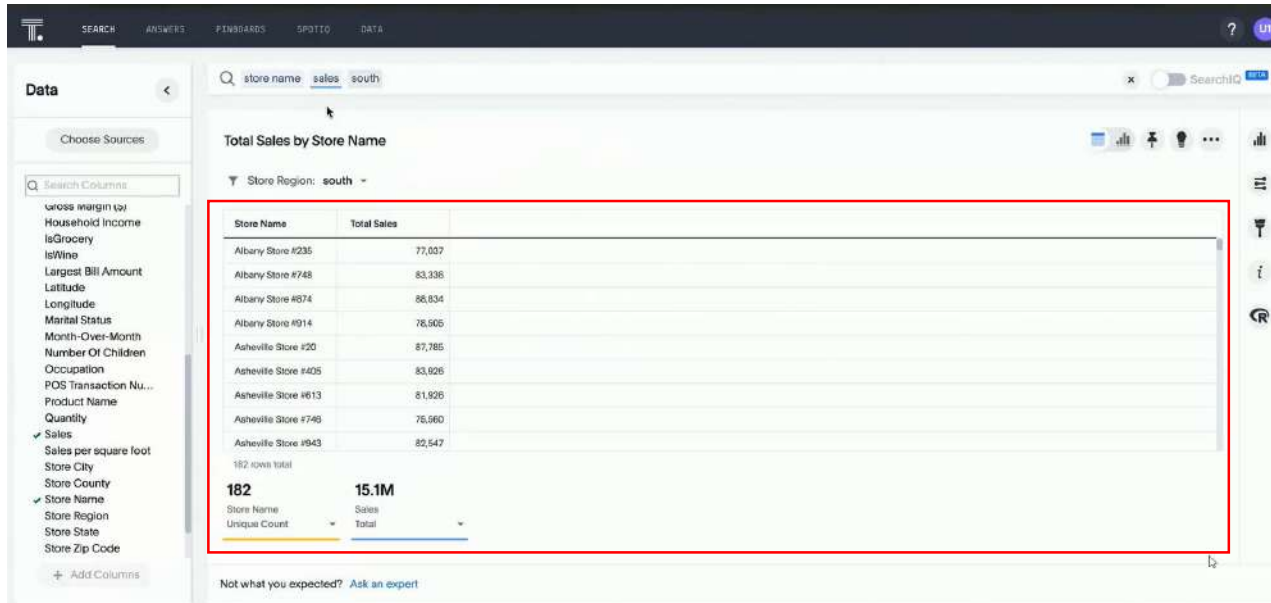 SEARCH ANSWERS PINBOARDS SPOTIQ DATA ?
Data
Choose Sources
Search Columns
Gross Margin ($)
Household Income
IsGrocery
IsWine
Largest Bill Amount
Latitude
Longitude
Marital Status
Month-Over-Month
Number Of Children
Occupation
POS Transaction Nu...
Product Name
Quantity
Sales
Sales per square foot
Store City
Store County
Store Name
Store Region
Store State
Store Zip Code
+ Add Columns
store name sales south
SearchIQ BETA
Total Sales by Store Name
Store Region: south
Store Name Total Sales
Albany Store #235 77,037
Albany Store #748 83,336
Albany Store #874 88,834
Albany Store #914 78,505
Asheville Store #20 87,785
Asheville Store #405 83,926
Asheville Store #613 81,926
Asheville Store #746 75,560
Asheville Store #943 82,547
182 rows total
182 15.1M
Store Name Sales
Unique Count Total
Not what you expected? Ask an expert